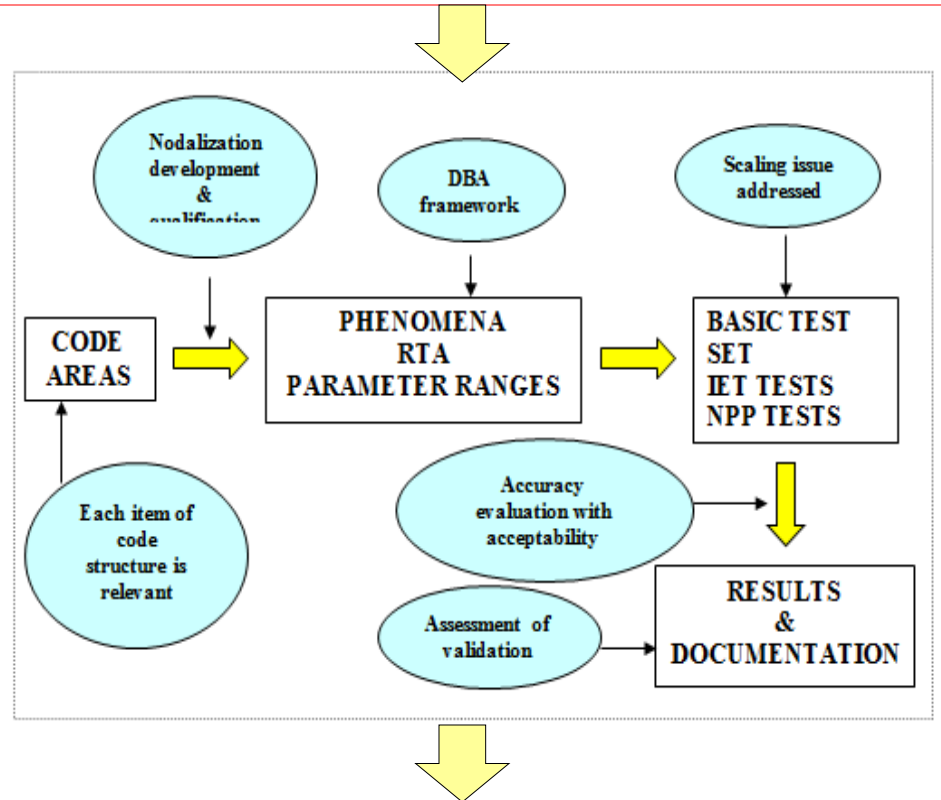 Nodalization
development
&
DBA
framework
Scaling issue
addressed
CODE
AREAS
PHENOMENA
RTA
PARAMETER RANGES
BASIC TEST
SET
IET TESTS
NPP TESTS
Each item of
code
structure is
relevant
Accuracy
evaluation with
acceptability
Assessment of
validation
RESULTS
&
DOCUMENTATION